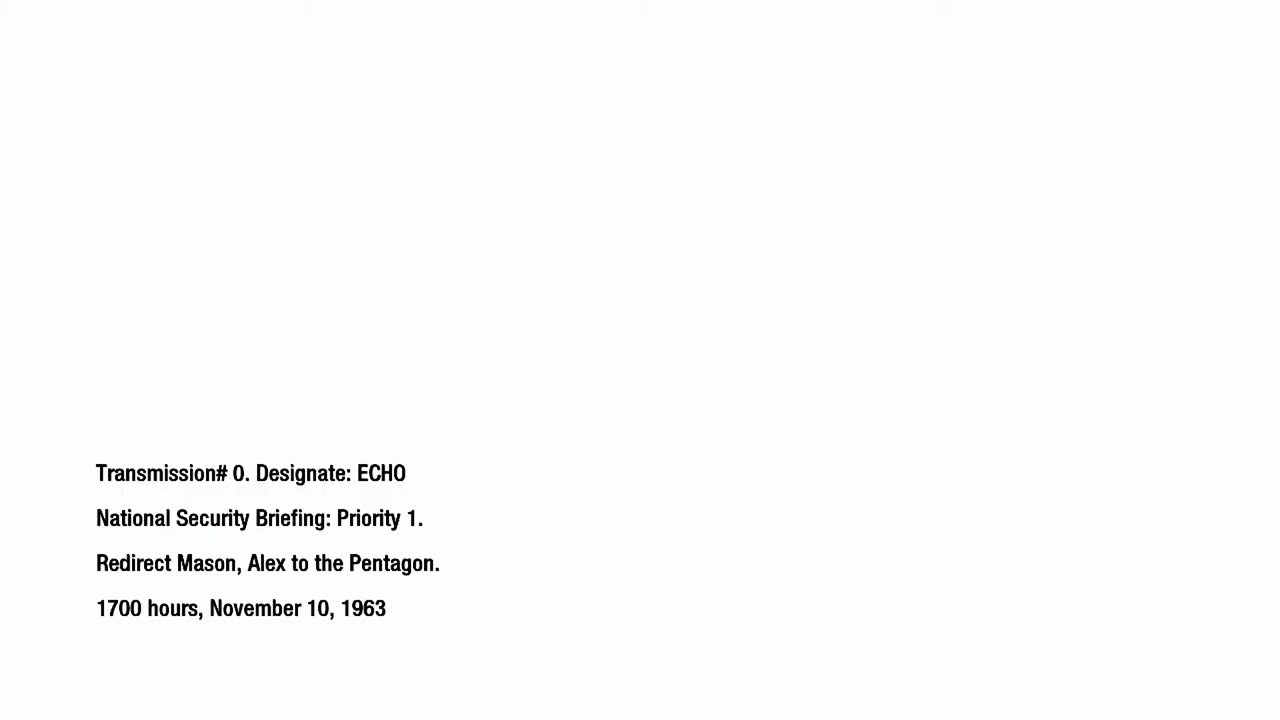 Transmission# 0. Designate: ECHO
National Security Briefing: Priority 1.
Redirect Mason, Alex to the Pentagon.
1700 hours, November 10, 1963